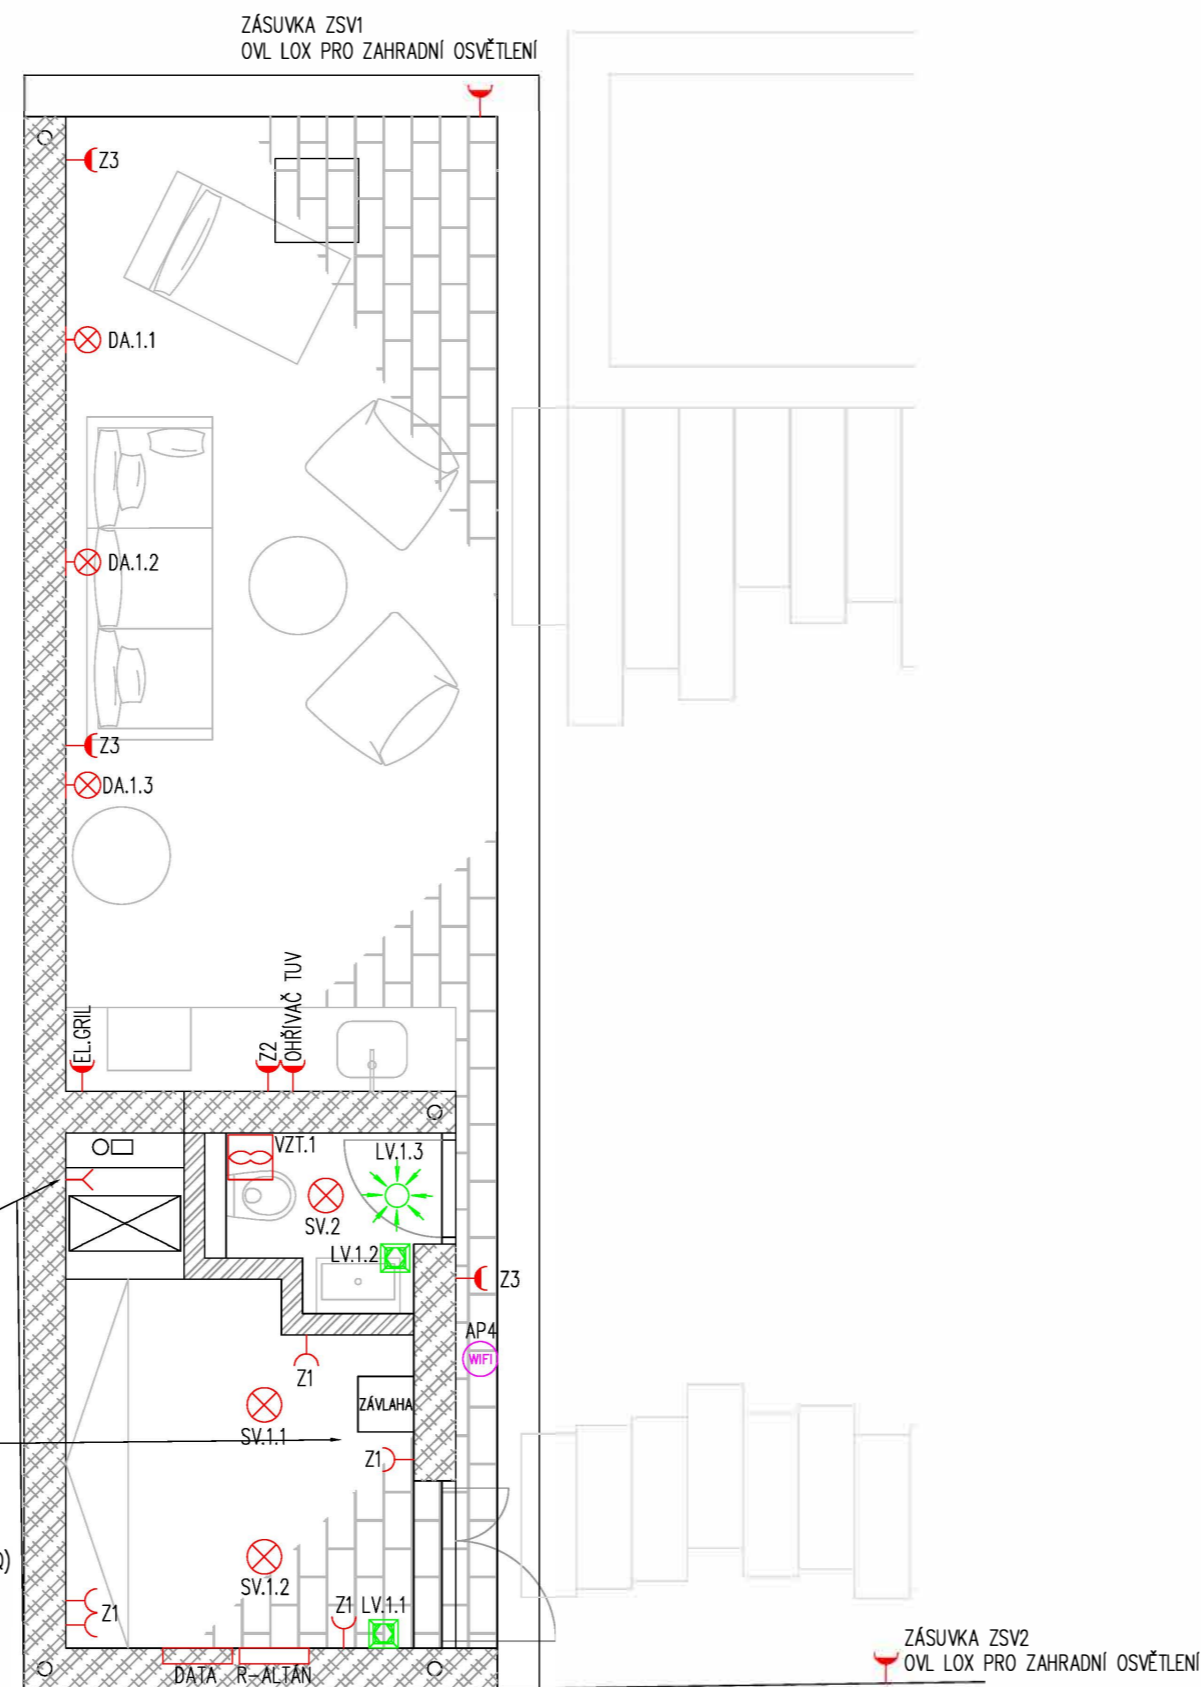 ZÁSUVKA ZSV1
OVL LOX PRO ZAHRADNÍ OSVĚTLENÍ
Z3
DA.1.1
DA.1.2
Z3
DA.1.3
EL.GRIL
Z2
OHŘÍVAČ TUV
VZT.1
LV.1.3
SV.2
LV.1.2
Z3
AP4
WIFI
Z1
ZÁVLAHA
SV.1.1
Z1
SV.1.2
Z1
Z1
LV.1.1
DATA
R-ALTÁN
ZÁSUVKA ZSV2
OVL LOX PRO ZAHRADNÍ OSVĚTLENÍ